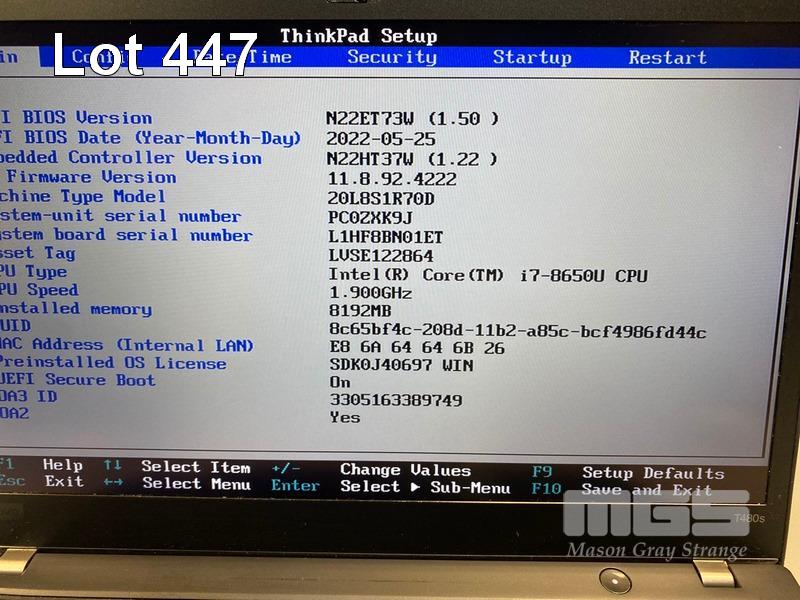 ThinkPad Setup
Lot 447
in Config Date/Time Security Startup Restart
I BIOS Version N22ET73W (1.50 )
FI BIOS Date (Year-Month-Day) 2022-05-25
bedded Controller Version N22HT37W (1.22 )
Firmware Version 11.8.92.4222
chine Type Model 20L8S1R70D
stem-unit serial number PC0ZXK9J
ystem board serial number L1HF8BN01ET
sset Tag LVSE122864
PU Type Intel(R) Core(TM) i7-8650U CPU
PU Speed 1.900GHz
nstalled memory 8192MB
UID 8c65bf4c-208d-11b2-a85c-bcf4986fd44c
MAC Address (Internal LAN) E8 6A 64 64 6B 26
Preinstalled OS License SDK0J40697 WIN
UEFI Secure Boot On
OA3 ID 3305163389749
OA2 Yes
F1 Help ↑↓ Select Item +/- Change Values F9 Setup Defaults
Esc Exit ←→ Select Menu Enter Select ▶ Sub-Menu F10 Save and Exit
MGS
T480s
Mason Gray Strange